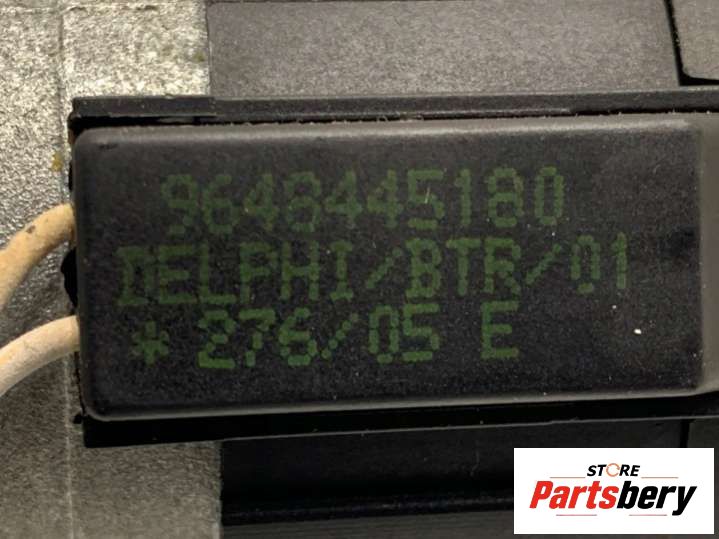 9648445180
DELPHI/BTR/01
* 276/05 E
STORE
Partsbery